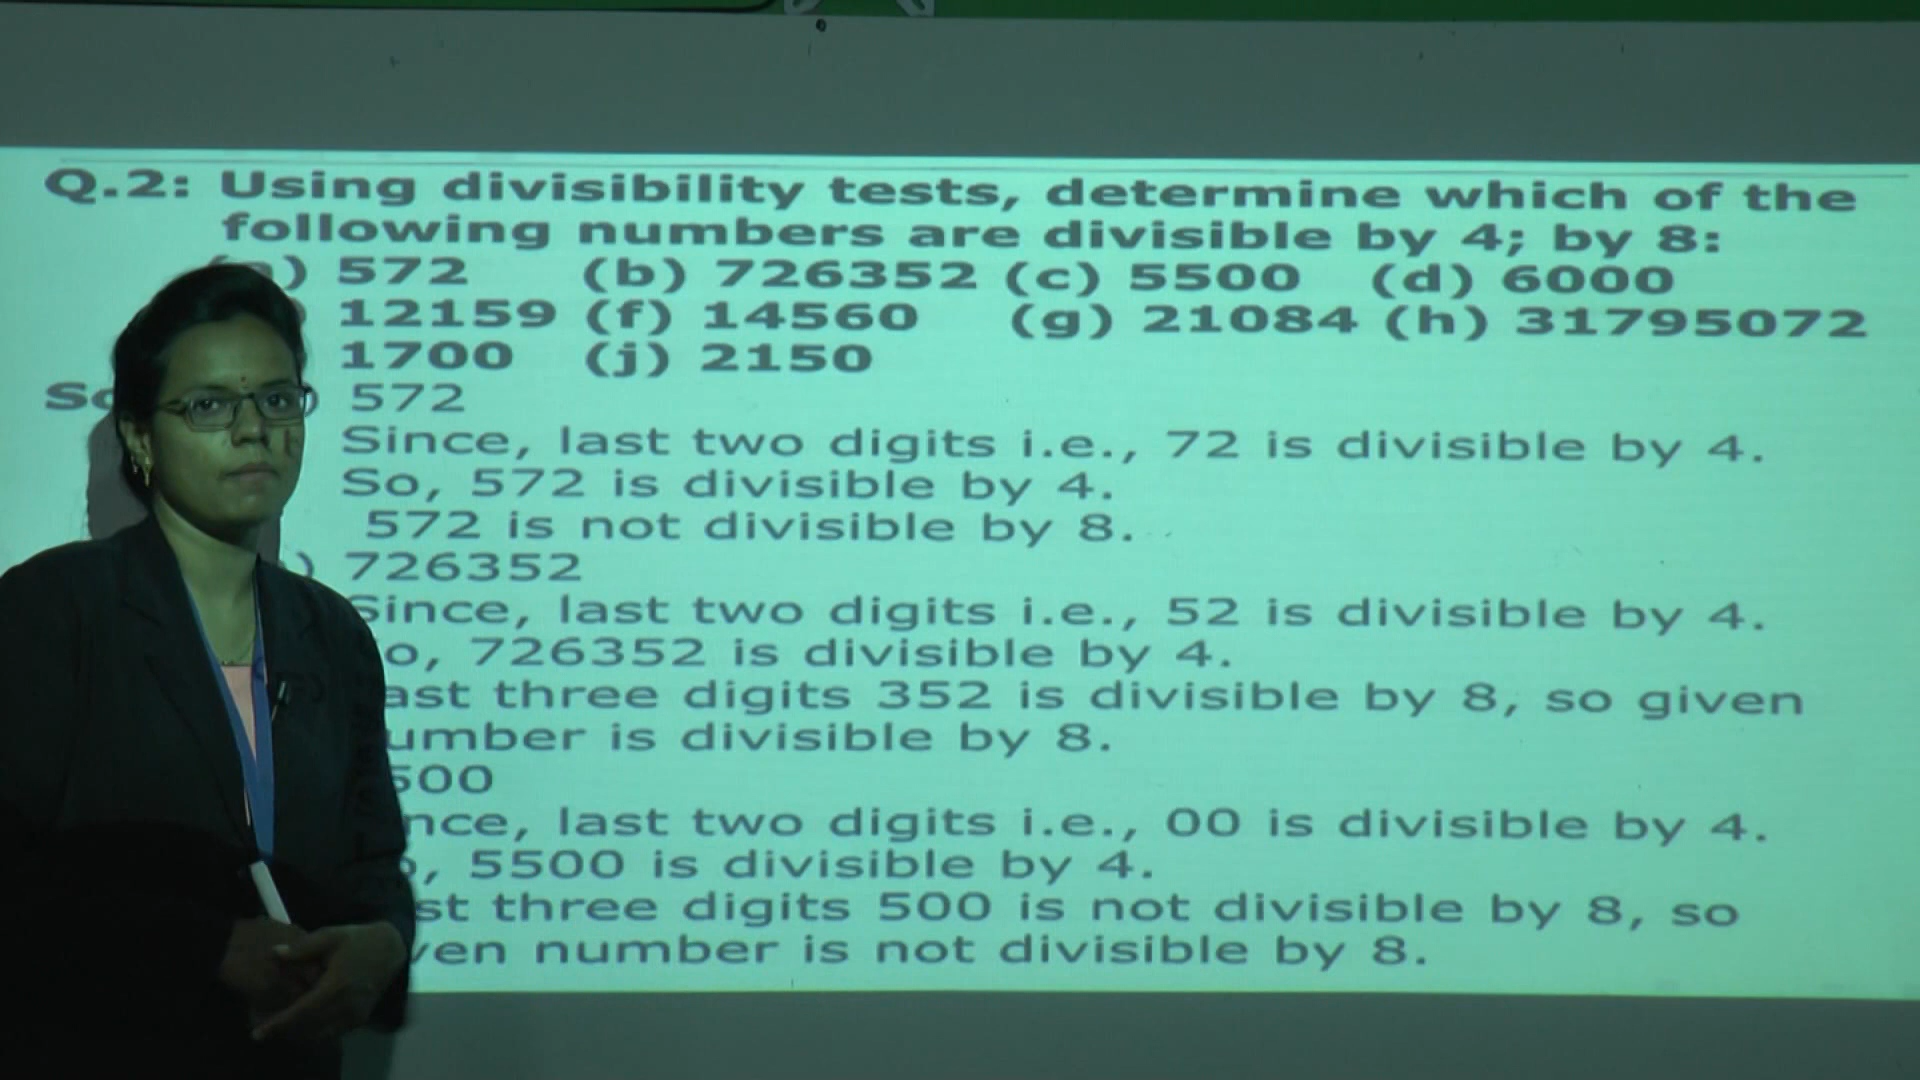 Q.2: Using divisibility tests, determine which of the
following numbers are divisible by 4; by 8:
) 572 (b) 726352 (c) 5500 (d) 6000
12159 (f) 14560 (g) 21084 (h) 31795072
1700 (j) 2150
) 572
Since, last two digits i.e., 72 is divisible by 4.
So, 572 is divisible by 4.
572 is not divisible by 8.
) 726352
Since, last two digits i.e., 52 is divisible by 4.
o, 726352 is divisible by 4.
ast three digits 352 is divisible by 8, so given
umber is divisible by 8.
500
nce, last two digits i.e., 00 is divisible by 4.
, 5500 is divisible by 4.
st three digits 500 is not divisible by 8, so
ven number is not divisible by 8.